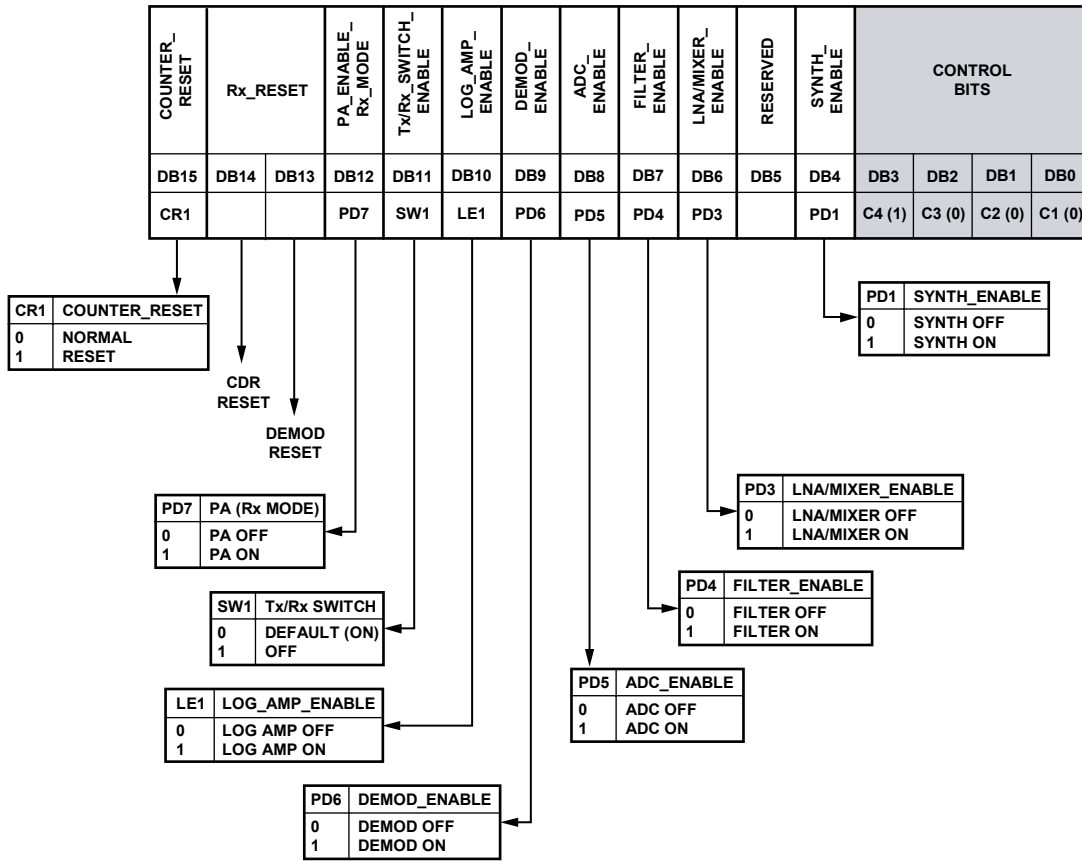 COUNTER_
RESET
Rx_RESET
PA_ENABLE_
Rx_MODE
Tx/Rx_SWITCH_
ENABLE
LOG_AMP_
ENABLE
DEMOD_
ENABLE
ADC_
ENABLE
FILTER_
ENABLE
LNA/MIXER_
ENABLE
RESERVED
SYNTH_
ENABLE
CONTROL
BITS
DB15 DB14 DB13 DB12 DB11 DB10 DB9 DB8 DB7 DB6 DB5 DB4 DB3 DB2 DB1 DB0
CR1 PD7 SW1 LE1 PD6 PD5 PD4 PD3 PD1 C4 (1) C3 (0) C2 (0) C1 (0)
CR1 COUNTER_RESET
0 NORMAL
1 RESET
PD1 SYNTH_ENABLE
0 SYNTH OFF
1 SYNTH ON
CDR
RESET
DEMOD
RESET
PD3 LNA/MIXER_ENABLE
0 LNA/MIXER OFF
1 LNA/MIXER ON
PD7 PA (Rx MODE)
0 PA OFF
1 PA ON
PD4 FILTER_ENABLE
0 FILTER OFF
1 FILTER ON
SW1 Tx/Rx SWITCH
0 DEFAULT (ON)
1 OFF
PD5 ADC_ENABLE
0 ADC OFF
1 ADC ON
LE1 LOG_AMP_ENABLE
0 LOG AMP OFF
1 LOG AMP ON
PD6 DEMOD_ENABLE
0 DEMOD OFF
1 DEMOD ON